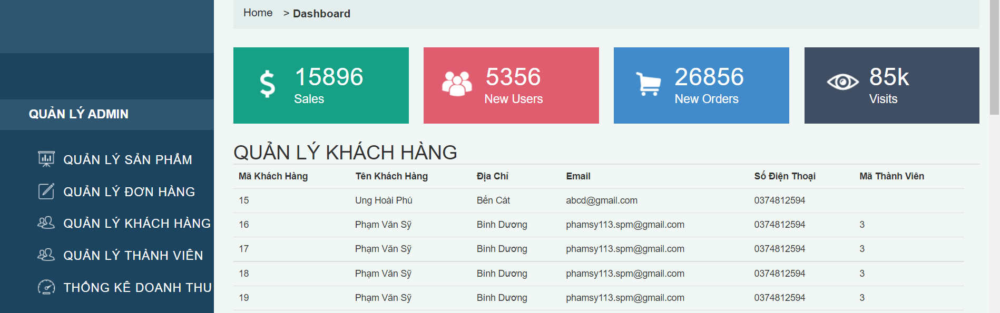 Home > Dashboard
15896
Sales
5356
New Users
26856
New Orders
85k
Visits
QUẢN LÝ ADMIN
QUẢN LÝ SẢN PHẨM
QUẢN LÝ ĐƠN HÀNG
QUẢN LÝ KHÁCH HÀNG
QUẢN LÝ THÀNH VIÊN
THỐNG KÊ DOANH THU
QUẢN LÝ KHÁCH HÀNG
Mã Khách Hàng Tên Khách Hàng Địa Chỉ Email Số Điện Thoại Mã Thành Viên
15 Ung Hoài Phú Bến Cát abcd@gmail.com 0374812594
16 Phạm Văn Sỹ Bình Dương phamsy113.spm@gmail.com 0374812594 3
17 Phạm Văn Sỹ Bình Dương phamsy113.spm@gmail.com 0374812594 3
18 Phạm Văn Sỹ Bình Dương phamsy113.spm@gmail.com 0374812594 3
19 Phạm Văn Sỹ Bình Dương phamsy113.spm@gmail.com 0374812594 3